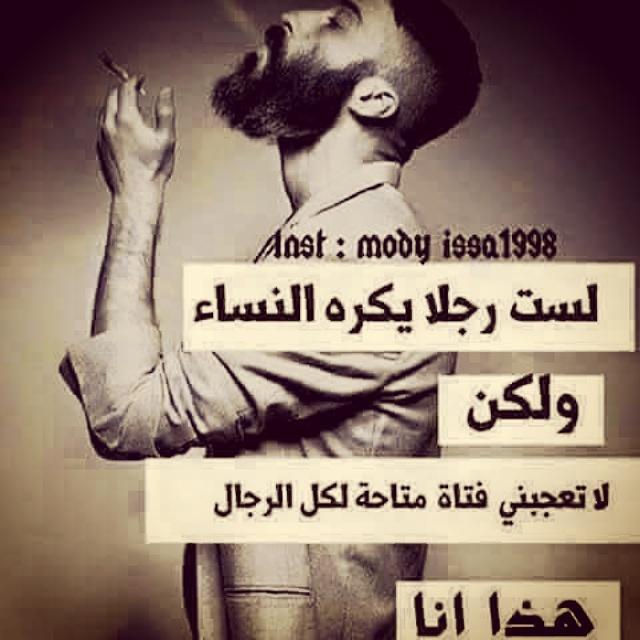 Inst : mody issa1998
لست رجلا يكره النساء
ولكن
لا تعجبني فتاة متاحة لكل الرجال
هذا انا